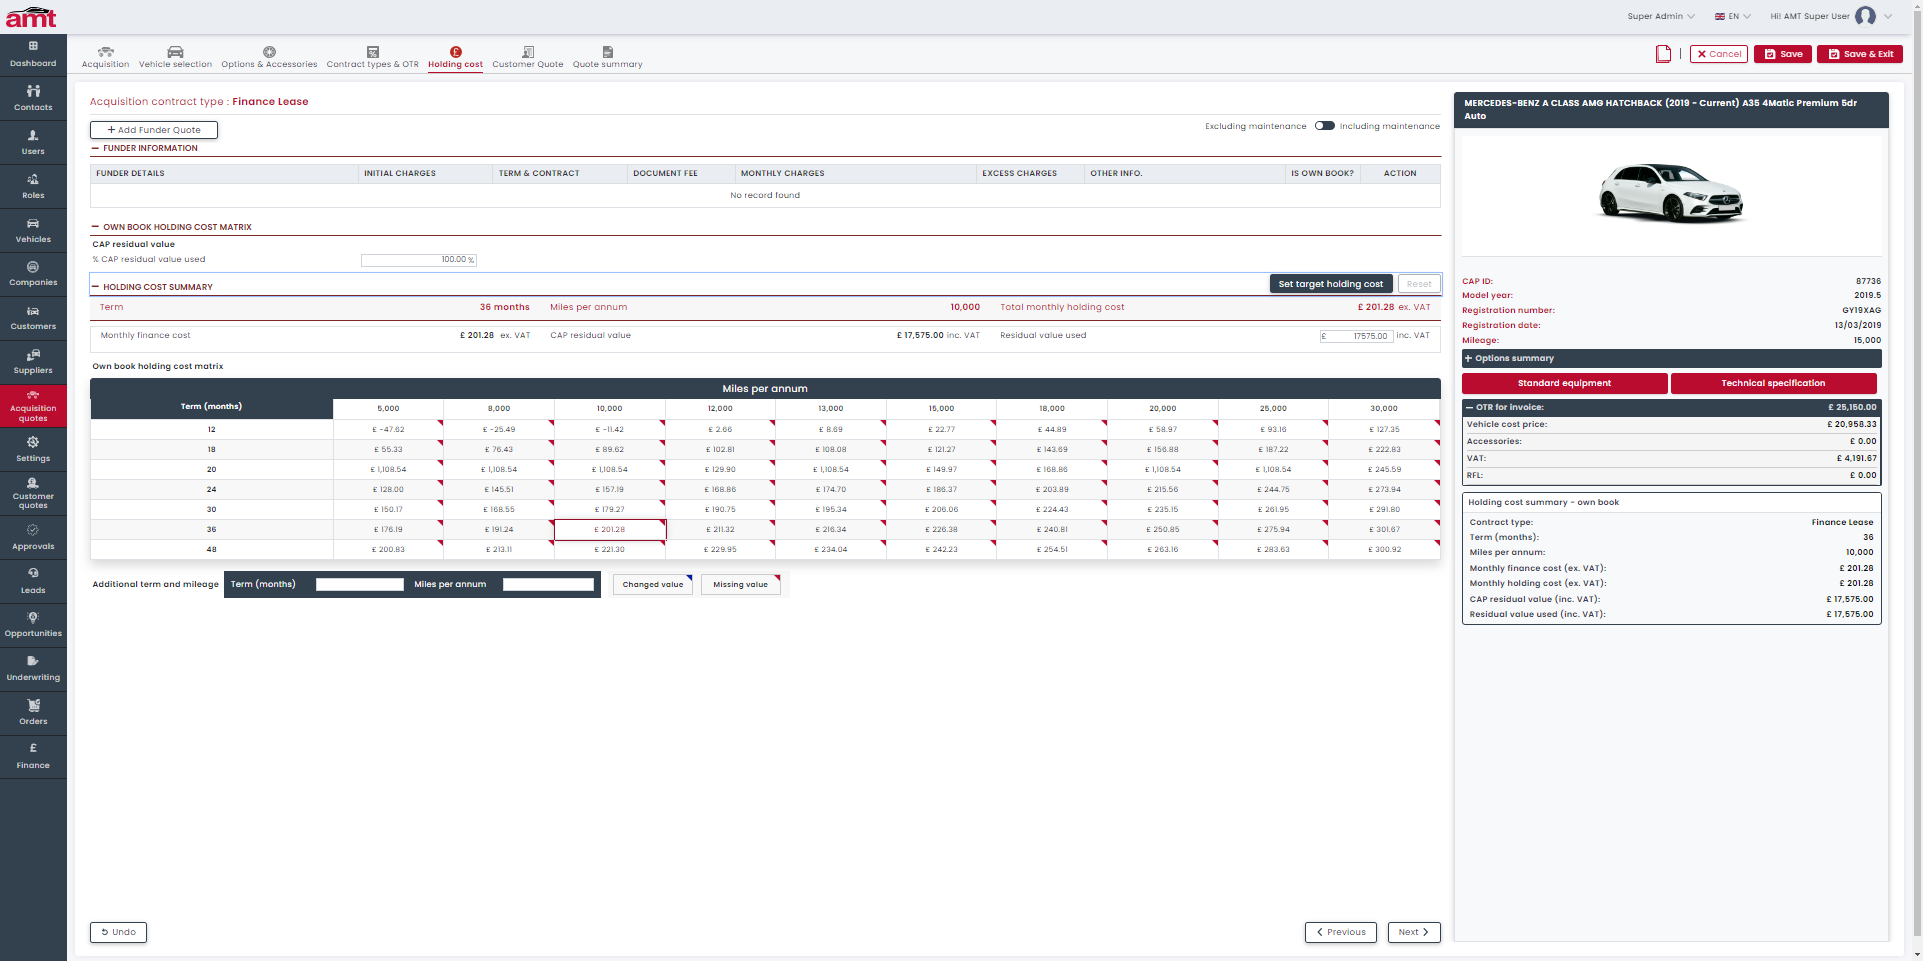 amt
Super Admin
EN
Hi! AMT Super User
Dashboard
Contacts
Users
Roles
Vehicles
Companies
Customers
Suppliers
Acquisition
quotes
Settings
Customer
quotes
Approvals
Leads
Opportunities
Underwriting
Orders
£
Finance
Acquisition Vehicle selection Options & Accessories Contract types & OTR Holding cost Customer Quote Quote summary
Cancel Save Save & Exit
Acquisition contract type : Finance Lease
+ Add Funder Quote
Excluding maintenance Including maintenance
— FUNDER INFORMATION
FUNDER DETAILS INITIAL CHARGES TERM & CONTRACT DOCUMENT FEE MONTHLY CHARGES EXCESS CHARGES OTHER INFO. IS OWN BOOK? ACTION
No record found
— OWN BOOK HOLDING COST MATRIX
CAP residual value
% CAP residual value used 100.00 %
— HOLDING COST SUMMARY Set target holding cost Reset
Term 36 months Miles per annum 10,000 Total monthly holding cost £ 201.28 ex. VAT
Monthly finance cost £ 201.28 ex. VAT CAP residual value £ 17,575.00 inc. VAT Residual value used £ 17575.00 inc. VAT
Own book holding cost matrix
Miles per annum
Term (months) 5,000 8,000 10,000 12,000 13,000 15,000 18,000 20,000 25,000 30,000
12 £ -47.62 £ -25.49 £ -11.42 £ 2.66 £ 8.69 £ 22.77 £ 44.89 £ 58.97 £ 93.16 £ 127.35
18 £ 55.33 £ 76.43 £ 89.62 £ 102.81 £ 108.08 £ 121.27 £ 143.69 £ 156.88 £ 187.22 £ 222.83
20 £ 1,108.54 £ 1,108.54 £ 1,108.54 £ 129.90 £ 1,108.54 £ 149.97 £ 168.86 £ 1,108.54 £ 1,108.54 £ 245.59
24 £ 128.00 £ 145.51 £ 157.19 £ 168.86 £ 174.70 £ 186.37 £ 203.89 £ 215.56 £ 244.75 £ 273.94
30 £ 150.17 £ 168.55 £ 179.27 £ 190.75 £ 195.34 £ 206.06 £ 224.43 £ 235.15 £ 261.95 £ 291.80
36 £ 176.19 £ 191.24 £ 201.28 £ 211.32 £ 216.34 £ 226.38 £ 240.81 £ 250.85 £ 275.94 £ 301.67
48 £ 200.83 £ 213.11 £ 221.30 £ 229.95 £ 234.04 £ 242.23 £ 254.51 £ 263.16 £ 283.63 £ 300.92
Additional term and mileage Term (months) Miles per annum Changed value Missing value
Undo Previous Next
MERCEDES-BENZ A CLASS AMG HATCHBACK (2019 - Current) A35 4Matic Premium 5dr
Auto
CAP ID: 87736
Model year: 2019.5
Registration number: GY19XAG
Registration date: 13/03/2019
Mileage: 15,000
+ Options summary
Standard equipment Technical specification
— OTR for invoice: £ 25,150.00
Vehicle cost price: £ 20,958.33
Accessories: £ 0.00
VAT: £ 4,191.67
RFL: £ 0.00
Holding cost summary - own book
Contract type: Finance Lease
Term (months): 36
Miles per annum: 10,000
Monthly finance cost (ex. VAT): £ 201.28
Monthly holding cost (ex. VAT): £ 201.28
CAP residual value (inc. VAT): £ 17,575.00
Residual value used (inc. VAT): £ 17,575.00